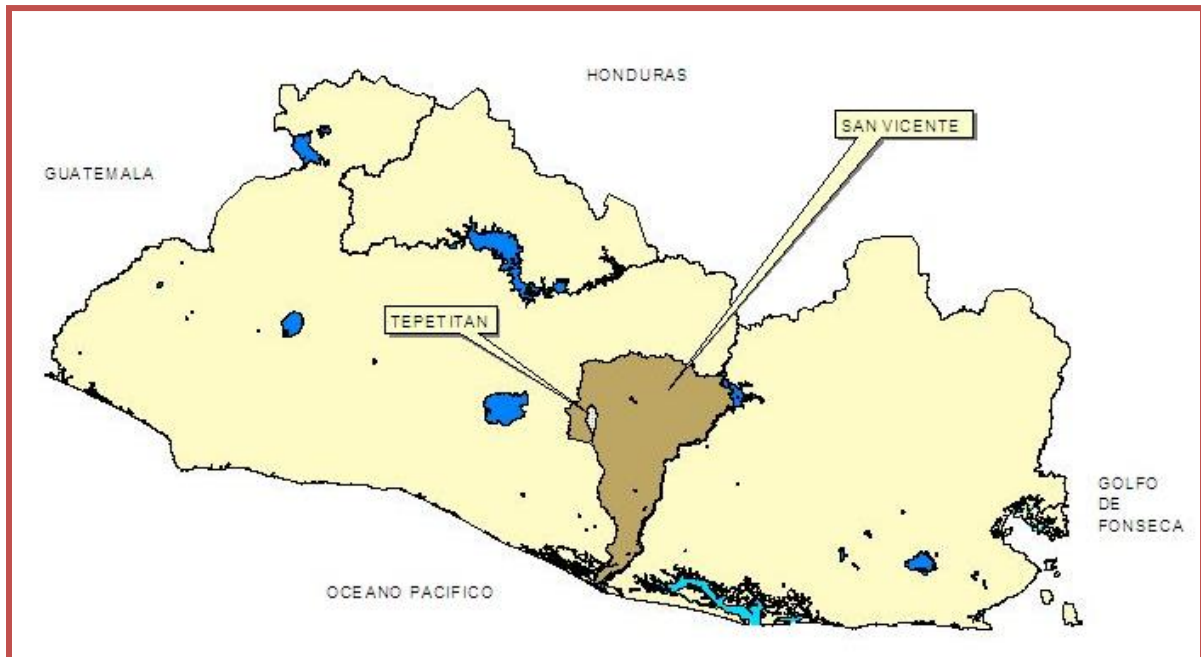 HONDURAS
SAN VICENTE
GUATEMALA
TEPETITAN
GOLFO
DE
FONSECA
OCEANO PACIFICO